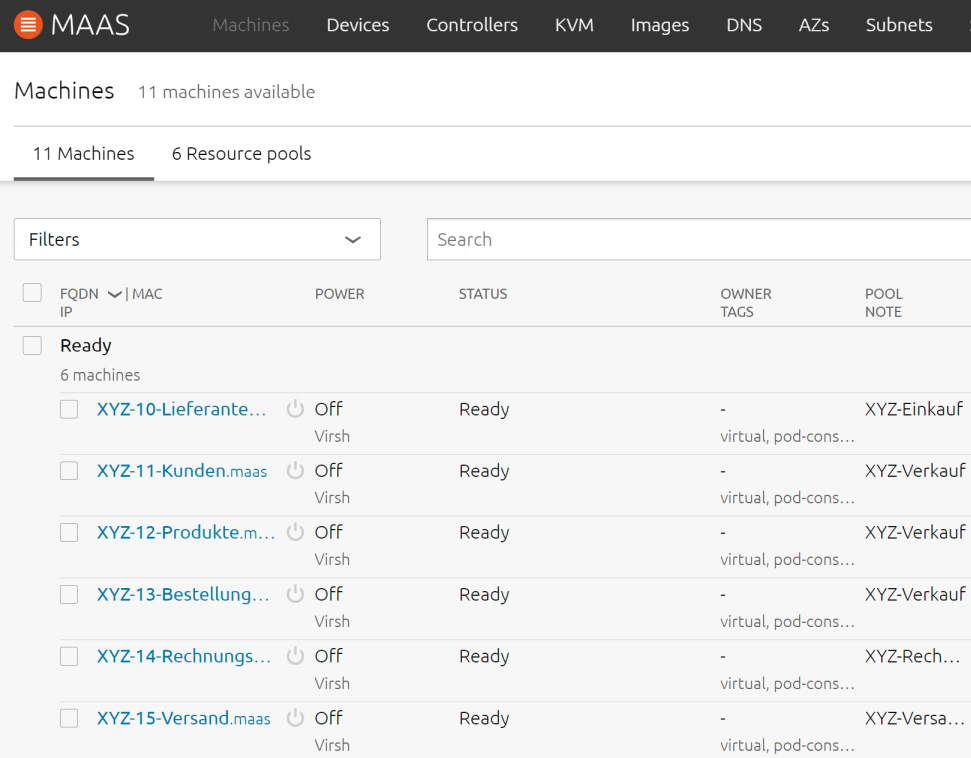 MAAS Machines Devices Controllers KVM Images DNS AZs Subnets
Machines 11 machines available
11 Machines 6 Resource pools
Filters Search
FQDN | MAC POWER STATUS OWNER POOL
IP TAGS NOTE
Ready
6 machines
XYZ-10-Lieferante... Off Ready - XYZ-Einkauf
Virsh virtual, pod-cons...
XYZ-11-Kunden.maas Off Ready - XYZ-Verkauf
Virsh virtual, pod-cons...
XYZ-12-Produkte.m... Off Ready - XYZ-Verkauf
Virsh virtual, pod-cons...
XYZ-13-Bestellung... Off Ready - XYZ-Verkauf
Virsh virtual, pod-cons...
XYZ-14-Rechnungs... Off Ready - XYZ-Rech...
Virsh virtual, pod-cons...
XYZ-15-Versand.maas Off Ready - XYZ-Versa...
Virsh virtual, pod-cons...